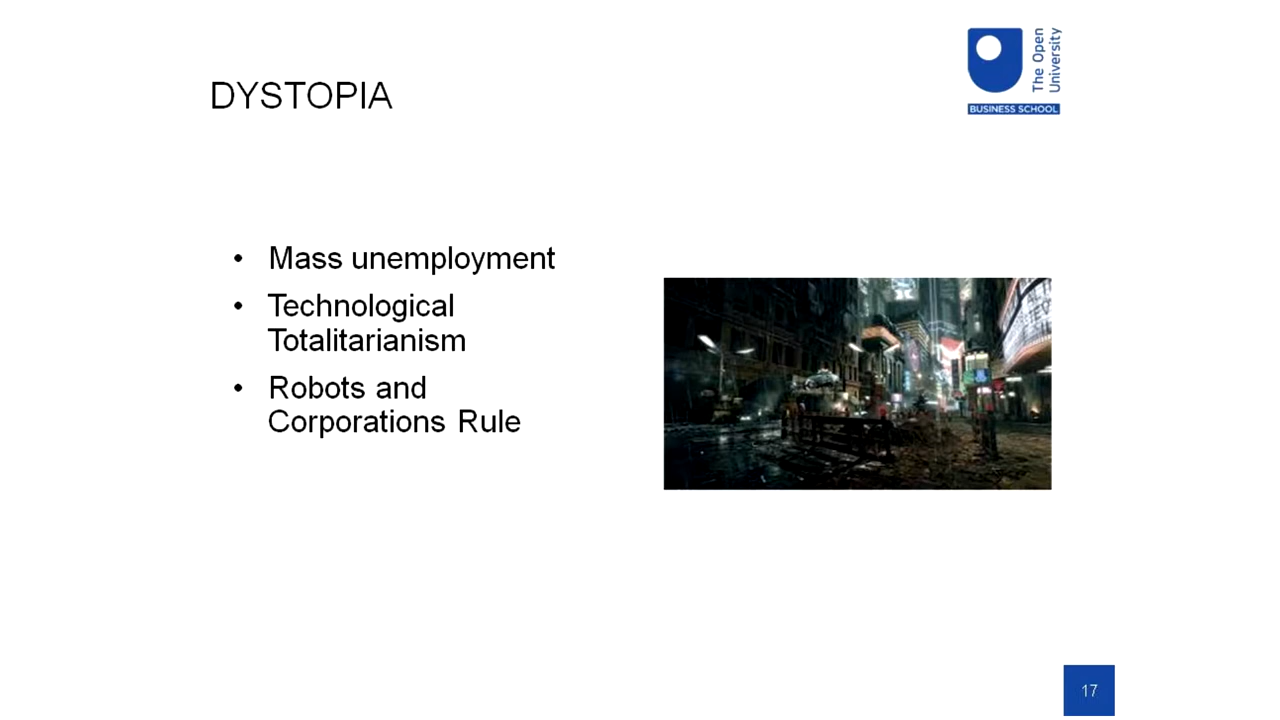 DYSTOPIA
The Open
University
BUSINESS SCHOOL
• Mass unemployment
• Technological
Totalitarianism
• Robots and
Corporations Rule
17